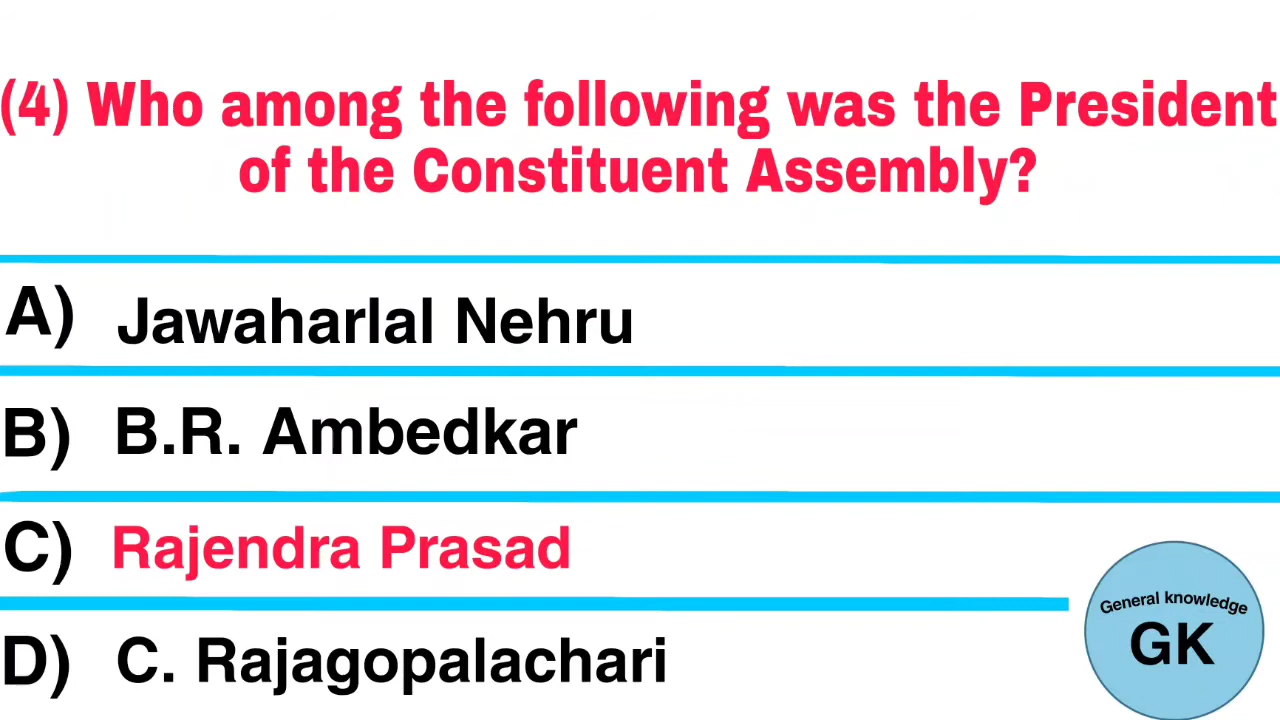 (4) Who among the following was the President
of the Constituent Assembly?
A) Jawaharlal Nehru
B) B.R. Ambedkar
C) Rajendra Prasad
D) C. Rajagopalachari
General knowledge
GK